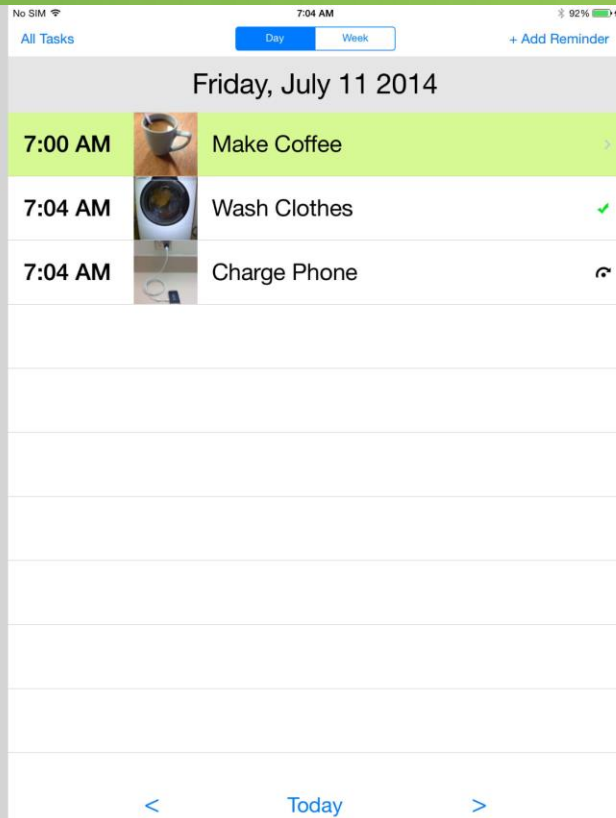 No SIM 7:04 AM 92%
All Tasks Day Week + Add Reminder
Friday, July 11 2014
7:00 AM Make Coffee >
7:04 AM Wash Clothes
7:04 AM Charge Phone
< Today >